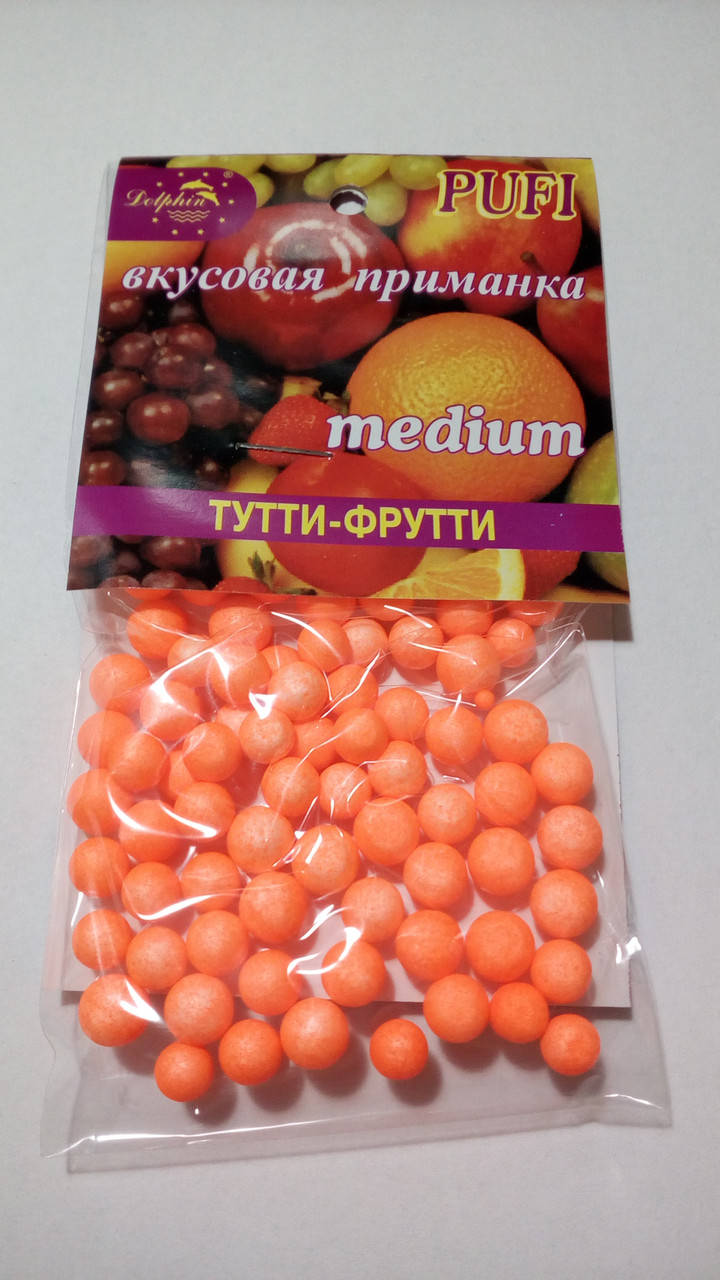 Dolphin ®
PUFI
вкусовая приманка
medium
ТУТТИ-ФРУТТИ